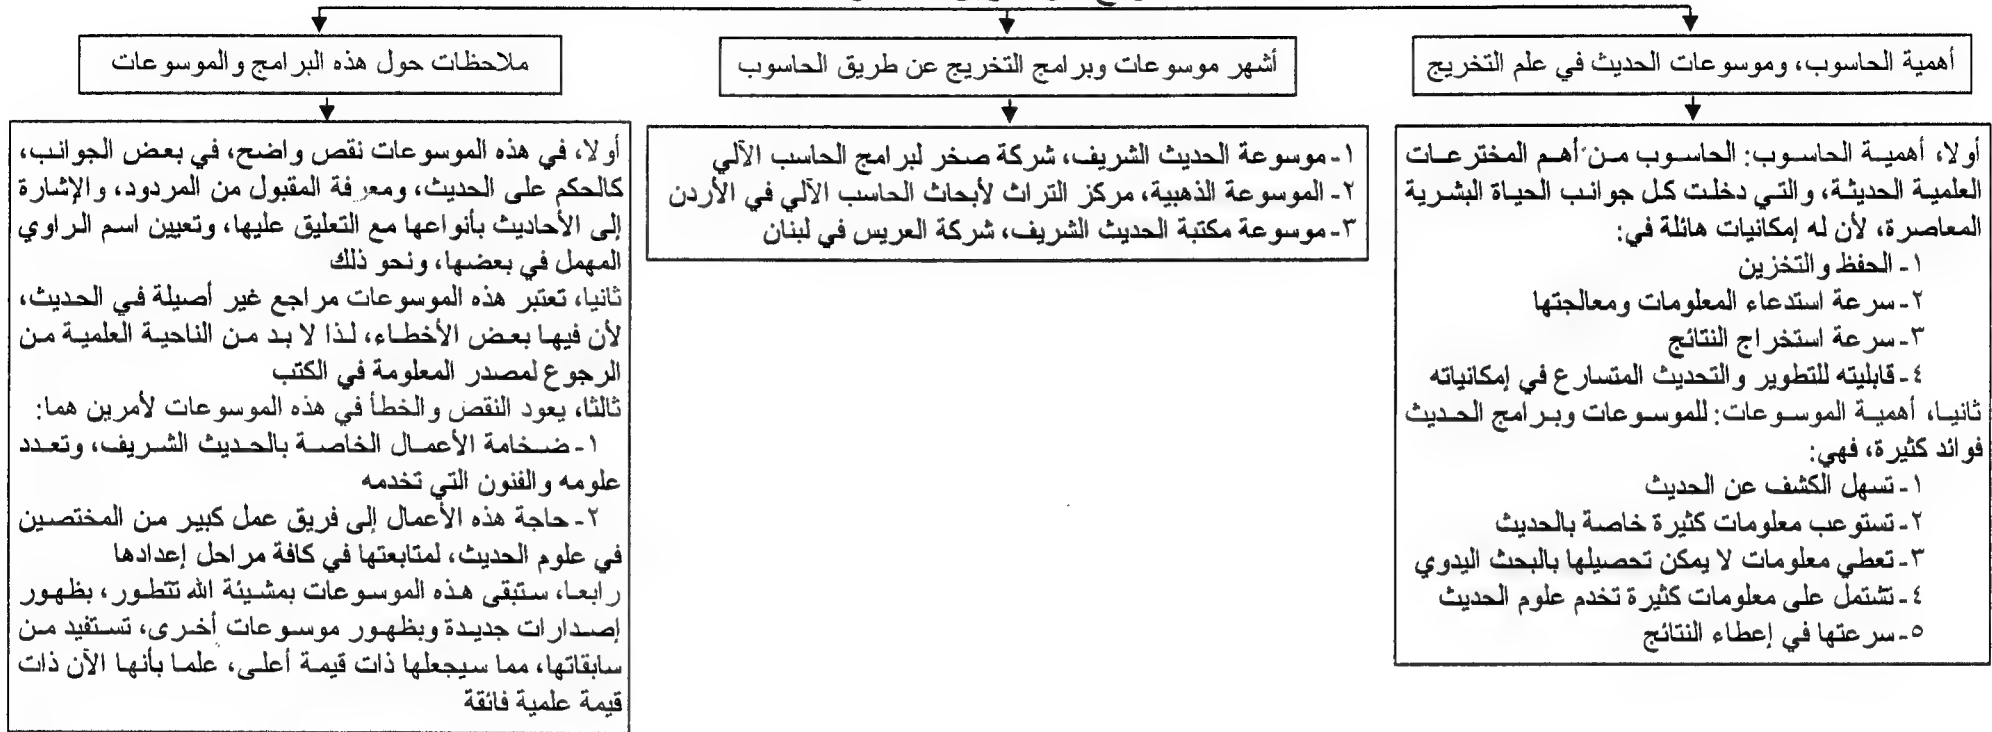 أهمية الحاسوب، وموسوعات الحديث في علم التخريج
أولا، أهمية الحاسوب: الحاسوب من أهم المخترعات
العلمية الحديثة، والتي دخلت كل جوانب الحياة البشرية
المعاصرة، لأن له إمكانيات هائلة في:
١- الحفظ والتخزين
٢- سرعة استدعاء المعلومات ومعالجتها
٣- سرعة استخراج النتائج
٤- قابليته للتطوير والتحديث المتسارع في إمكانياته
ثانيا، أهمية الموسوعات: للموسوعات وبرامج الحديث
فوائد كثيرة، فهي:
١- تسهل الكشف عن الحديث
٢- تستوعب معلومات كثيرة خاصة بالحديث
٣- تعطي معلومات لا يمكن تحصيلها بالبحث اليدوي
٤- تشتمل على معلومات كثيرة تخدم علوم الحديث
٥- سرعتها في إعطاء النتائج
أشهر موسوعات وبرامج التخريج عن طريق الحاسوب
١- موسوعة الحديث الشريف، شركة صخر لبرامج الحاسب الآلي
٢- الموسوعة الذهبية، مركز التراث لأبحاث الحاسب الآلي في الأردن
٣- موسوعة مكتبة الحديث الشريف، شركة العريس في لبنان
ملاحظات حول هذه البرامج والموسوعات
أولا، في هذه الموسوعات نقص واضح، في بعض الجوانب،
كالحكم على الحديث، ومعرفة المقبول من المردود، والإشارة
إلى الأحاديث بأنواعها مع التعليق عليها، وتعيين اسم الراوي
المهمل في بعضها، ونحو ذلك
ثانيا، تعتبر هذه الموسوعات مراجع غير أصيلة في الحديث،
لأن فيها بعض الأخطاء، لذا لا بد من الناحية العلمية من
الرجوع لمصدر المعلومة في الكتب
ثالثا، يعود النقص والخطأ في هذه الموسوعات لأمرين هما:
١- ضخامة الأعمال الخاصة بالحديث الشريف، وتعدد
علومه والفنون التي تخدمه
٢- حاجة هذه الأعمال إلى فريق عمل كبير من المختصين
في علوم الحديث، لمتابعتها في كافة مراحل إعدادها
رابعا، ستبقى هذه الموسوعات بمشيئة الله تتطور، بظهور
إصدارات جديدة وبظهور موسوعات أخرى، تستفيد من
سابقاتها، مما سيجعلها ذات قيمة أعلى، علما بأنها الآن ذات
قيمة علمية فائقة